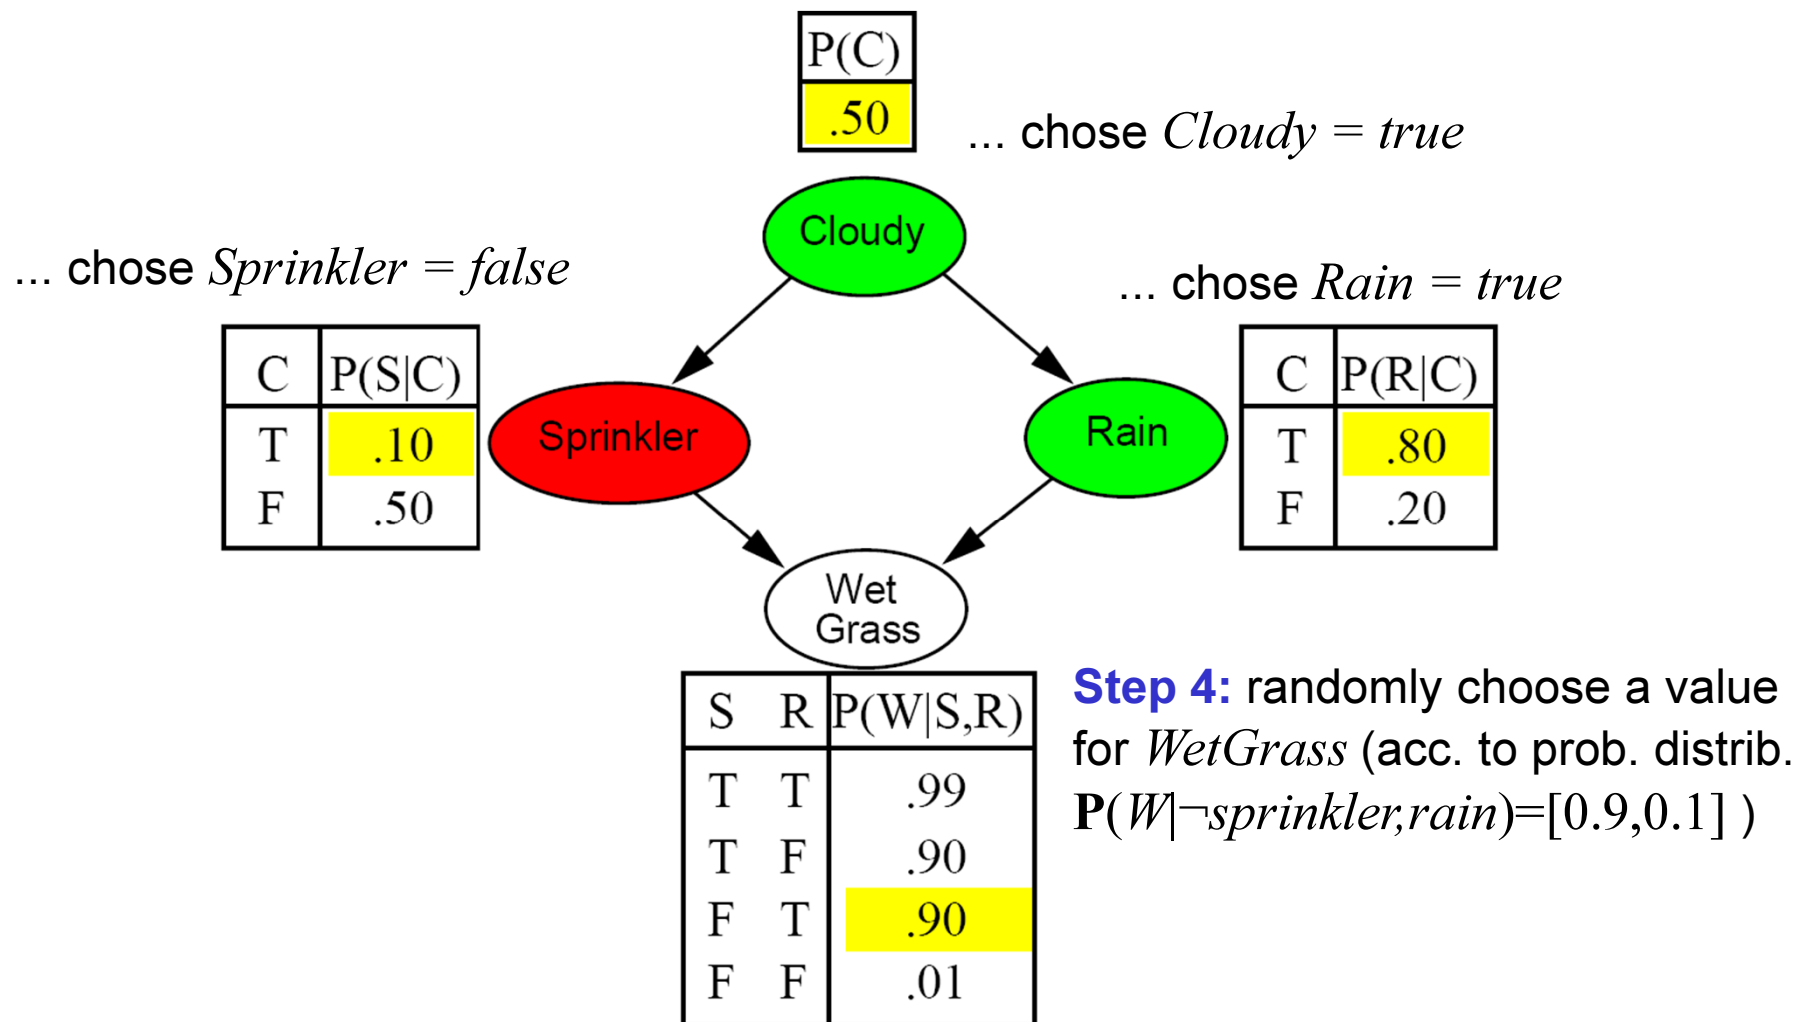 P(C)
.50
... chose Cloudy = true
Cloudy
... chose Sprinkler = false
... chose Rain = true
C P(S|C)
T .10
F .50
Sprinkler
Rain
C P(R|C)
T .80
F .20
Wet
Grass
S R P(W|S,R)
T T .99
T F .90
F T .90
F F .01
Step 4: randomly choose a value
for WetGrass (acc. to prob. distrib.
P(W|¬sprinkler,rain)=[0.9,0.1] )